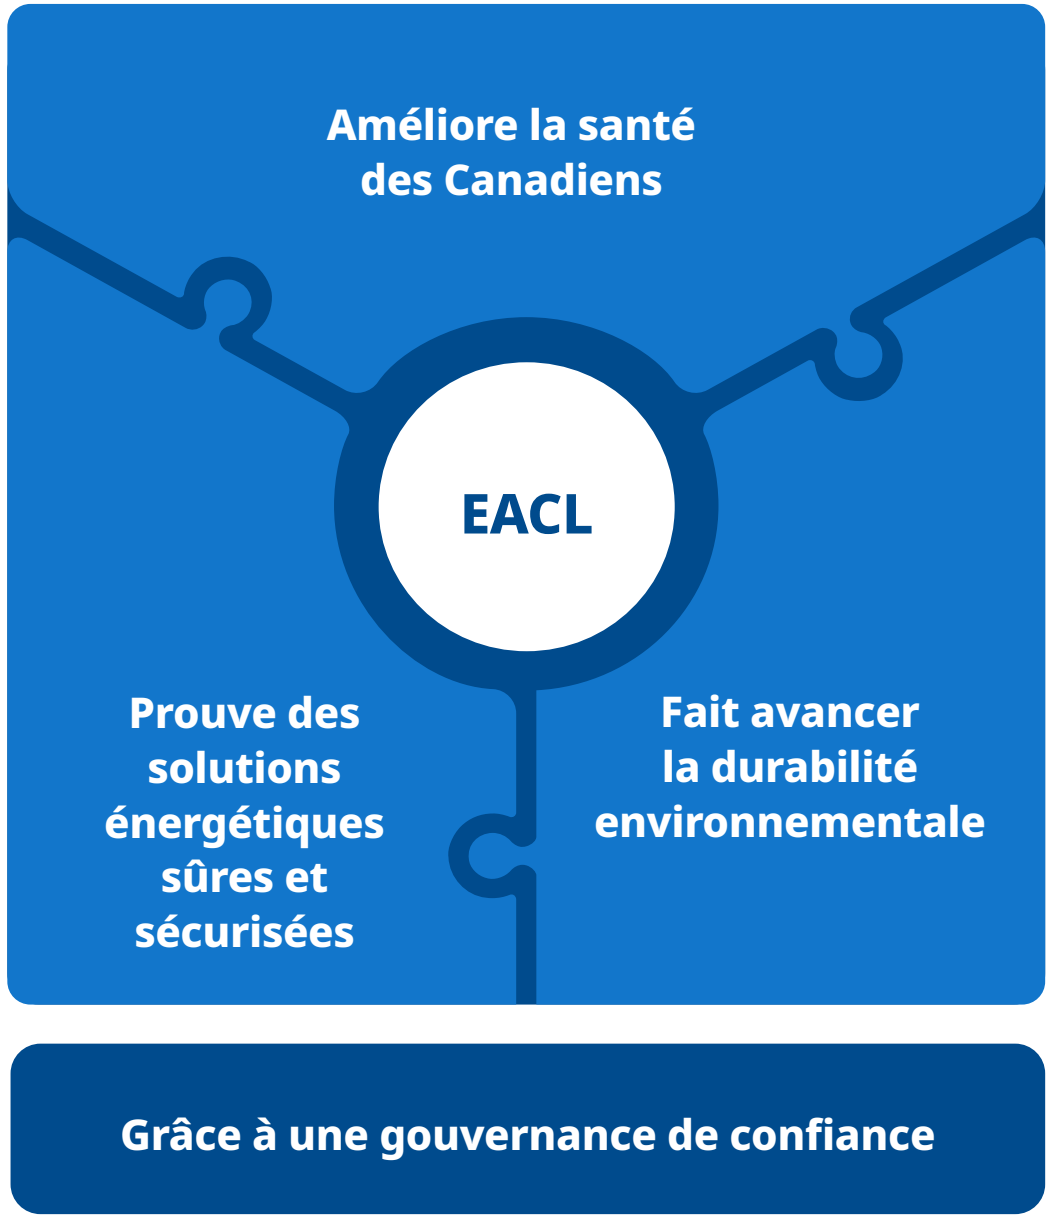 Améliore la santé
des Canadiens
EACL
Prouve des
solutions
énergétiques
sûres et
sécurisées
Fait avancer
la durabilité
environnementale
Grâce à une gouvernance de confiance